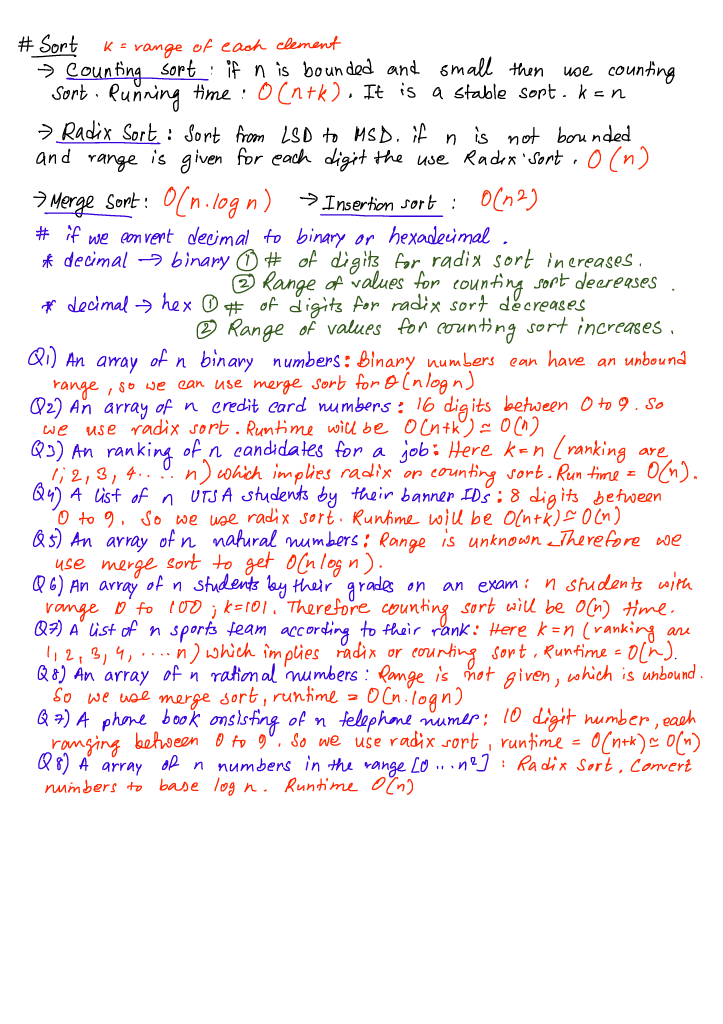 # Sort k = range of each element
→ Counting sort : if n is bounded and small then use counting
sort. Running time : O(n+k). It is a stable sort. k = n
→ Radix Sort : Sort from LSD to MSD. if n is not bounded
and range is given for each digit the use Radix sort. O(n)
→ Merge Sort : O(n.log n) → Insertion sort : O(n2)
# if we convert decimal to binary or hexadecimal.
* decimal → binary ① # of digits for radix sort increases.
② Range of values for counting sort decreases.
* decimal → hex ① # of digits for radix sort decreases
② Range of values for counting sort increases.
Q1) An array of n binary numbers: Binary numbers can have an unbound
range, so we can use merge sort for O(nlogn)
Q2) An array of n credit card numbers: 16 digits between 0 to 9. So
we use radix sort. Runtime will be O(n+k) ≃ O(n)
Q3) An ranking of n candidates for a job: Here k=n (ranking are
1, 2, 3, 4..... n) which implies radix or counting sort. Run time = O(n).
Q4) A list of n UTSA students by their banner IDs : 8 digits between
0 to 9. So we use radix sort. Runtime will be O(n+k) ≃ O(n)
Q5) An array of n natural numbers: Range is unknown. Therefore we
use merge sort to get O(nlogn).
Q6) An array of n students by their grades on an exam: n students with
range 0 to 100 ; k=101. Therefore counting sort will be O(n) time.
Q7) A list of n sports team according to their rank: Here k=n (ranking are
1, 2, 3, 4, .... n) which implies radix or counting sort. Runtime = O(n).
Q8) An array of n rational numbers: Range is not given, which is unbound.
So we use merge sort, runtime = O(n.logn)
Q7) A phone book onsisting of n telephone numer: 10 digit number, each
ranging between 0 to 9. So we use radix sort, runtime = O(n+k) ≃ O(n)
Q8) A array of n numbers in the range [0 ... n2] : Radix Sort. Convert
numbers to base log n. Runtime O(n)